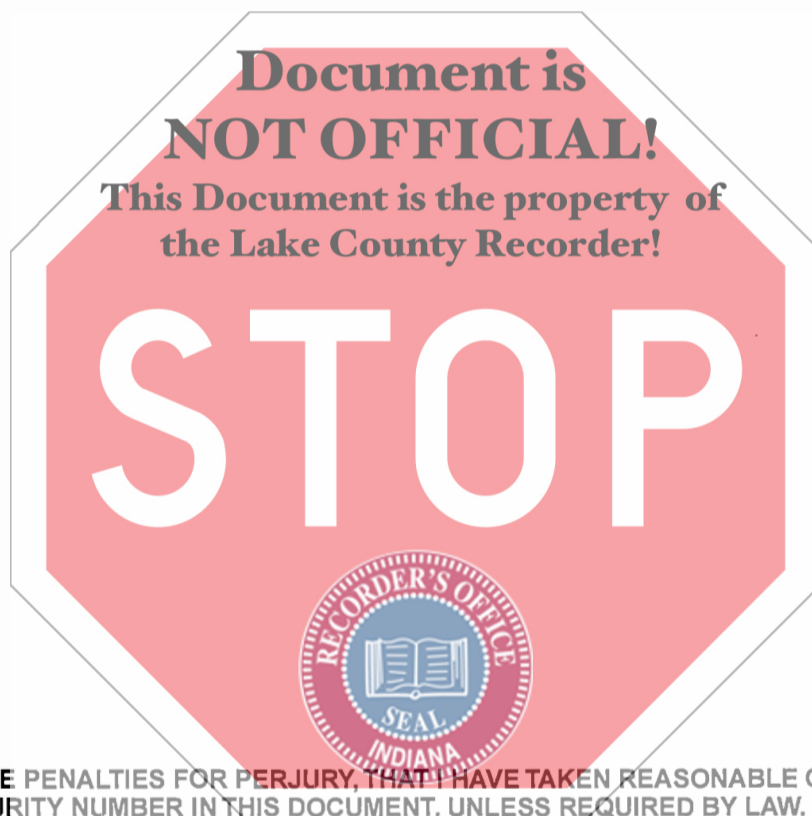 Document is
NOT OFFICIAL!
This Document is the property of
the Lake County Recorder!
STOP
RECORDER'S OFFICE
SEAL
INDIANA
PENALTIES FOR PERJURY, THAT I HAVE TAKEN REASONABLE
NUMBER IN THIS DOCUMENT, UNLESS REQUIRED BY LAW.